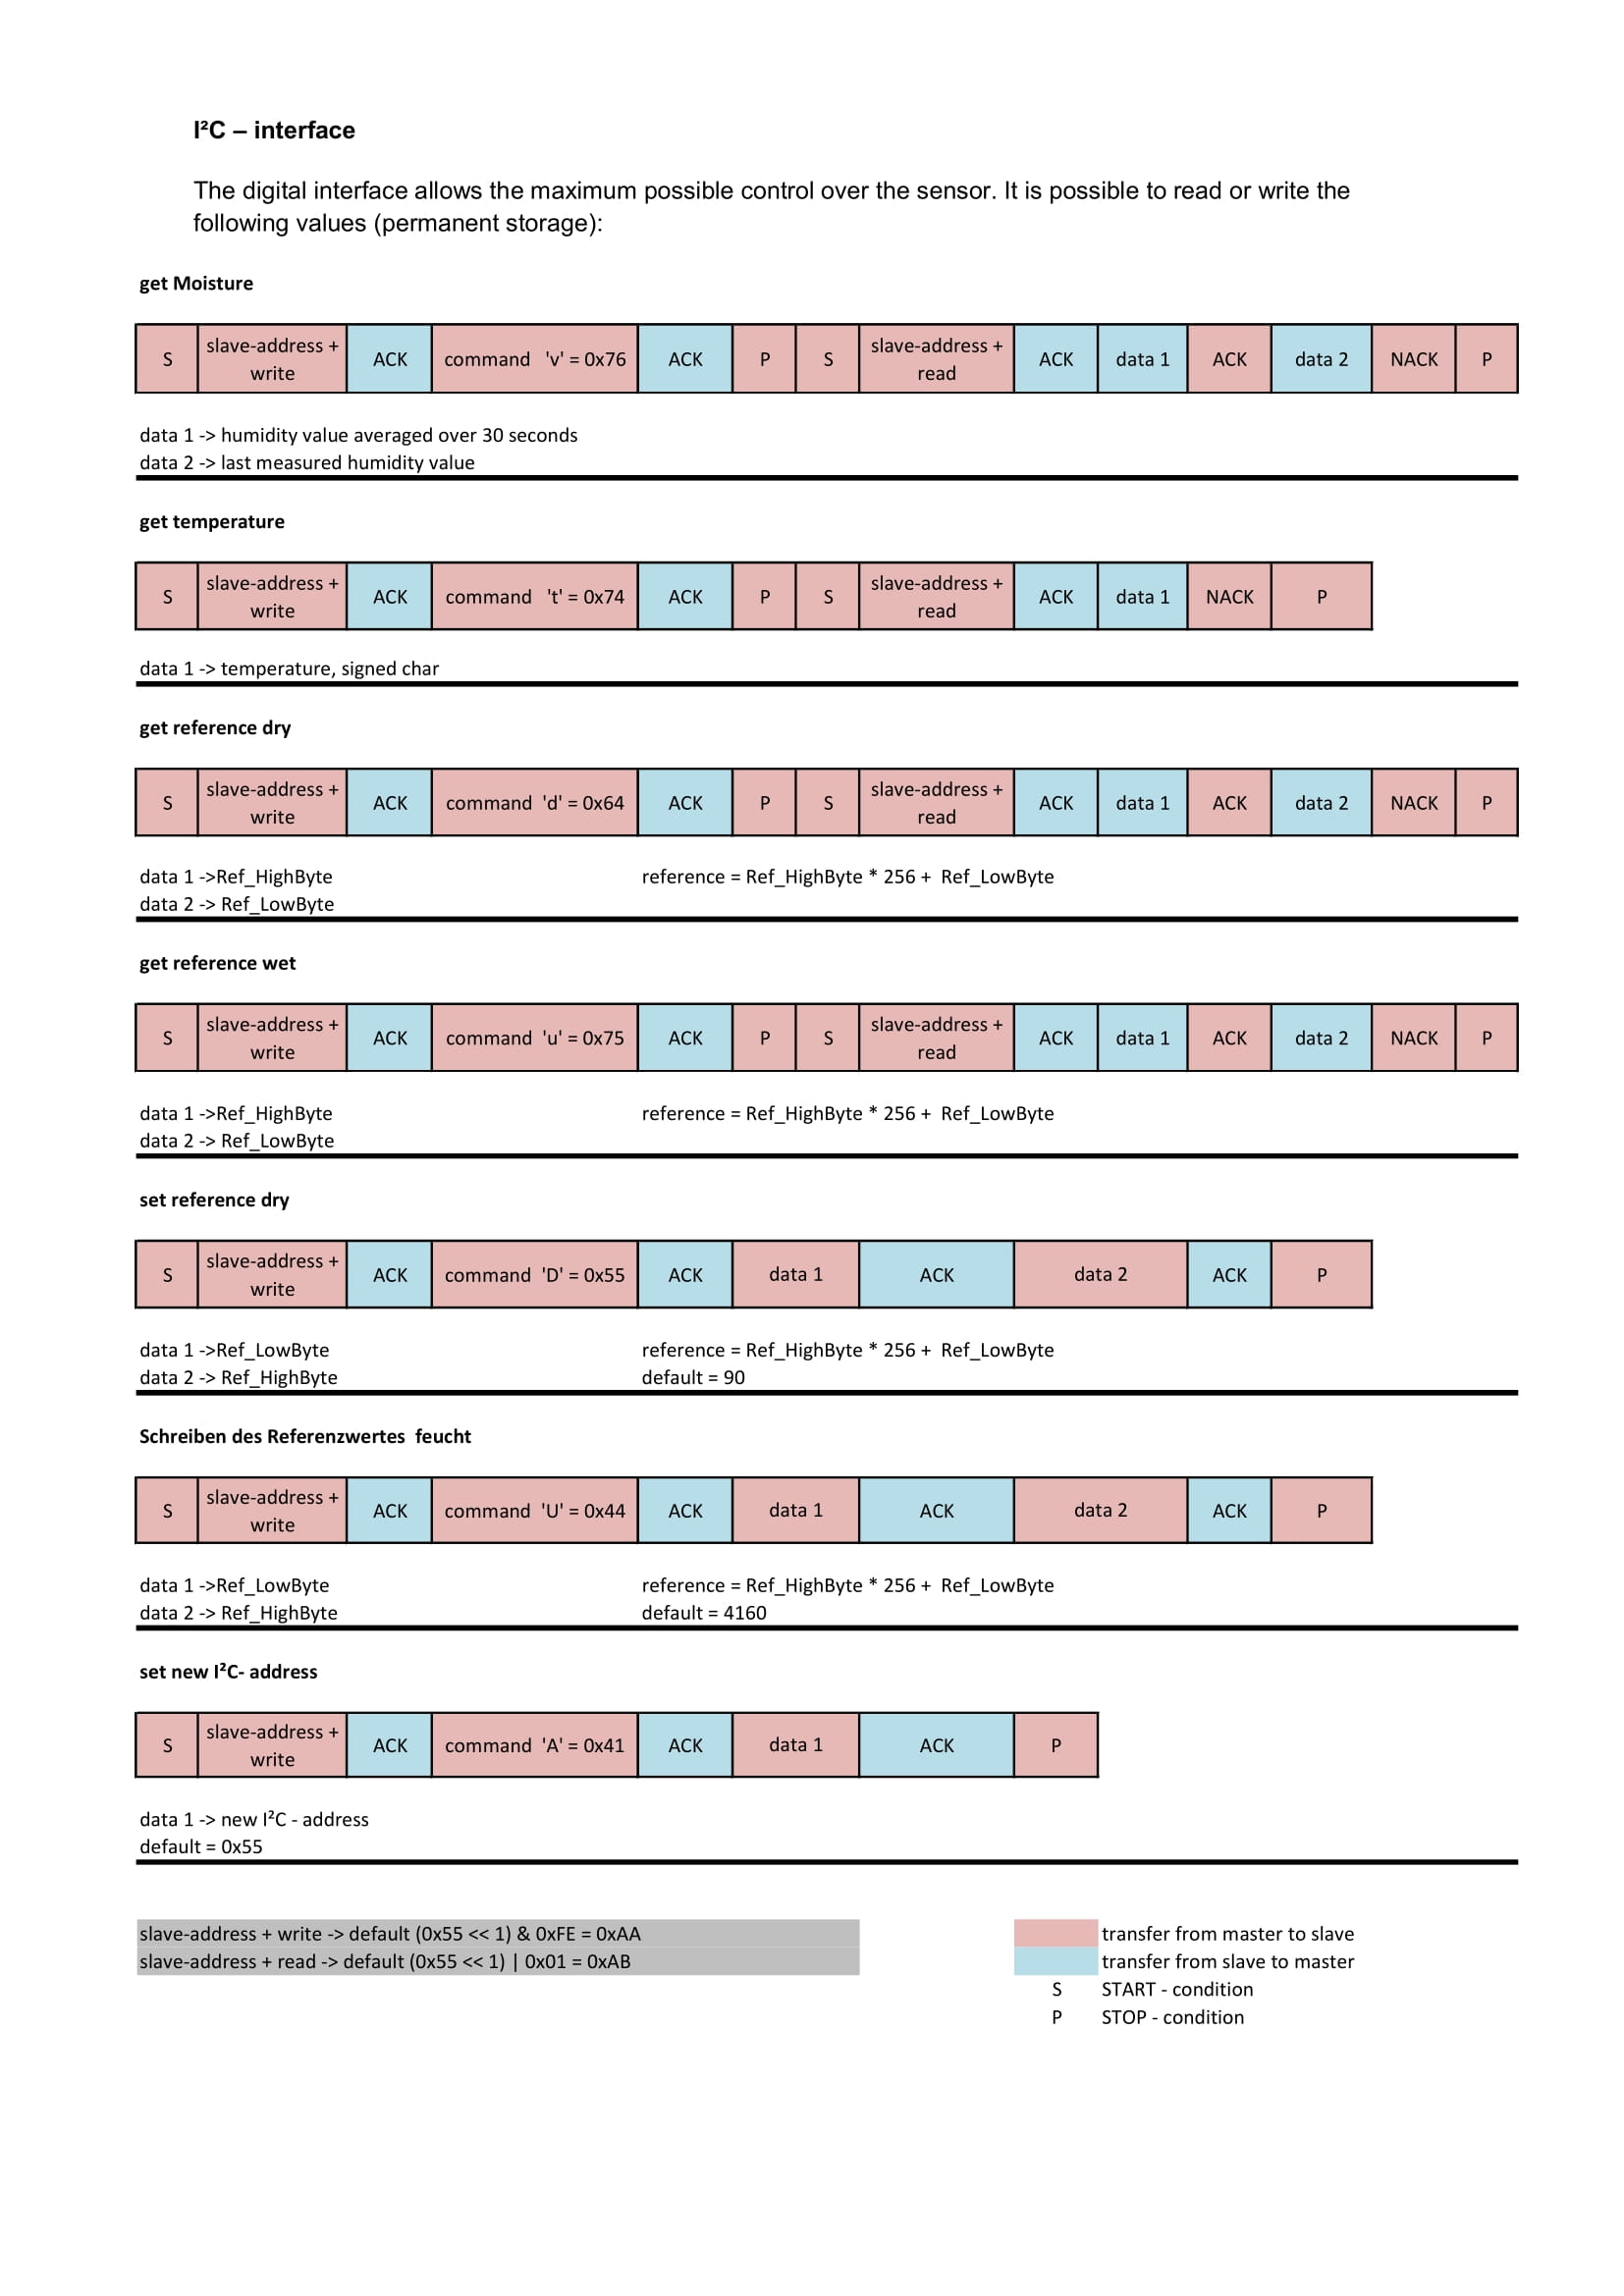 I²C – interface
The digital interface allows the maximum possible control over the sensor. It is possible to read or write the
following values (permanent storage):
get Moisture
S slave-address + write ACK command 'v' = 0x76 ACK P S slave-address + read ACK data 1 ACK data 2 NACK P
data 1 -> humidity value averaged over 30 seconds
data 2 -> last measured humidity value
get temperature
S slave-address + write ACK command 't' = 0x74 ACK P S slave-address + read ACK data 1 NACK P
data 1 -> temperature, signed char
get reference dry
S slave-address + write ACK command 'd' = 0x64 ACK P S slave-address + read ACK data 1 ACK data 2 NACK P
data 1 ->Ref_HighByte reference = Ref_HighByte * 256 + Ref_LowByte
data 2 -> Ref_LowByte
get reference wet
S slave-address + write ACK command 'u' = 0x75 ACK P S slave-address + read ACK data 1 ACK data 2 NACK P
data 1 ->Ref_HighByte reference = Ref_HighByte * 256 + Ref_LowByte
data 2 -> Ref_LowByte
set reference dry
S slave-address + write ACK command 'D' = 0x55 ACK data 1 ACK data 2 ACK P
data 1 ->Ref_LowByte reference = Ref_HighByte * 256 + Ref_LowByte
data 2 -> Ref_HighByte default = 90
Schreiben des Referenzwertes feucht
S slave-address + write ACK command 'U' = 0x44 ACK data 1 ACK data 2 ACK P
data 1 ->Ref_LowByte reference = Ref_HighByte * 256 + Ref_LowByte
data 2 -> Ref_HighByte default = 4160
set new I²C- address
S slave-address + write ACK command 'A' = 0x41 ACK data 1 ACK P
data 1 -> new I²C - address
default = 0x55
slave-address + write -> default (0x55 << 1) & 0xFE = 0xAA transfer from master to slave
slave-address + read -> default (0x55 << 1) | 0x01 = 0xAB transfer from slave to master
S START - condition
P STOP - condition